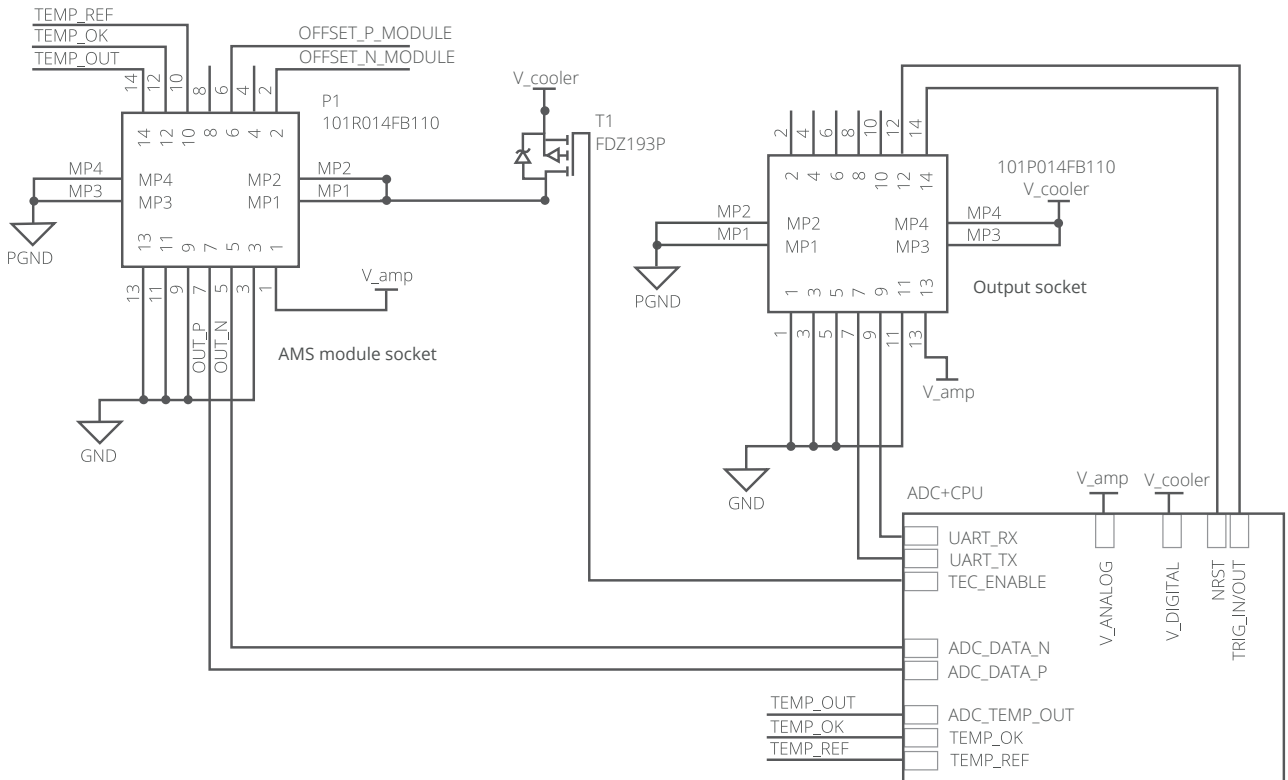 TEMP_REF
TEMP_OK
TEMP_OUT
OFFSET_P_MODULE
OFFSET_N_MODULE
14
12
10
8
6
4
2
P1
101R014FB110
14
12
10
8
6
4
2
MP4
MP3
MP4
MP3
MP2
MP1
MP2
MP1
13
11
9
7
5
3
1
13
11
9
7
5
3
1
PGND
OUT_P
OUT_N
V_amp
AMS module socket
GND
V_cooler
T1
FDZ193P
2
4
6
8
10
12
14
2
4
6
8
10
12
14
101P014FB110
V_cooler
MP2
MP1
MP2
MP1
MP4
MP3
MP4
MP3
PGND
1
3
5
7
9
11
13
1
3
5
7
9
11
13
Output socket
V_amp
GND
ADC+CPU
V_amp
V_cooler
UART_RX
UART_TX
TEC_ENABLE
V_ANALOG
V_DIGITAL
NRST
TRIG_IN/OUT
ADC_DATA_N
ADC_DATA_P
TEMP_OUT
ADC_TEMP_OUT
TEMP_OK
TEMP_OK
TEMP_REF
TEMP_REF